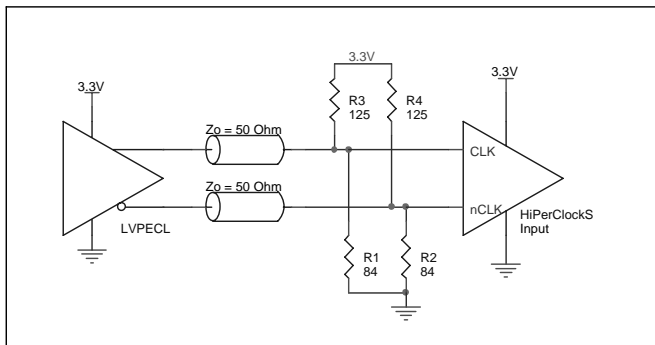 3.3V
3.3V
3.3V
R3
125
R4
125
Zo = 50 Ohm
CLK
Zo = 50 Ohm
nCLK
HiPerClockS
Input
LVPECL
R1
84
R2
84